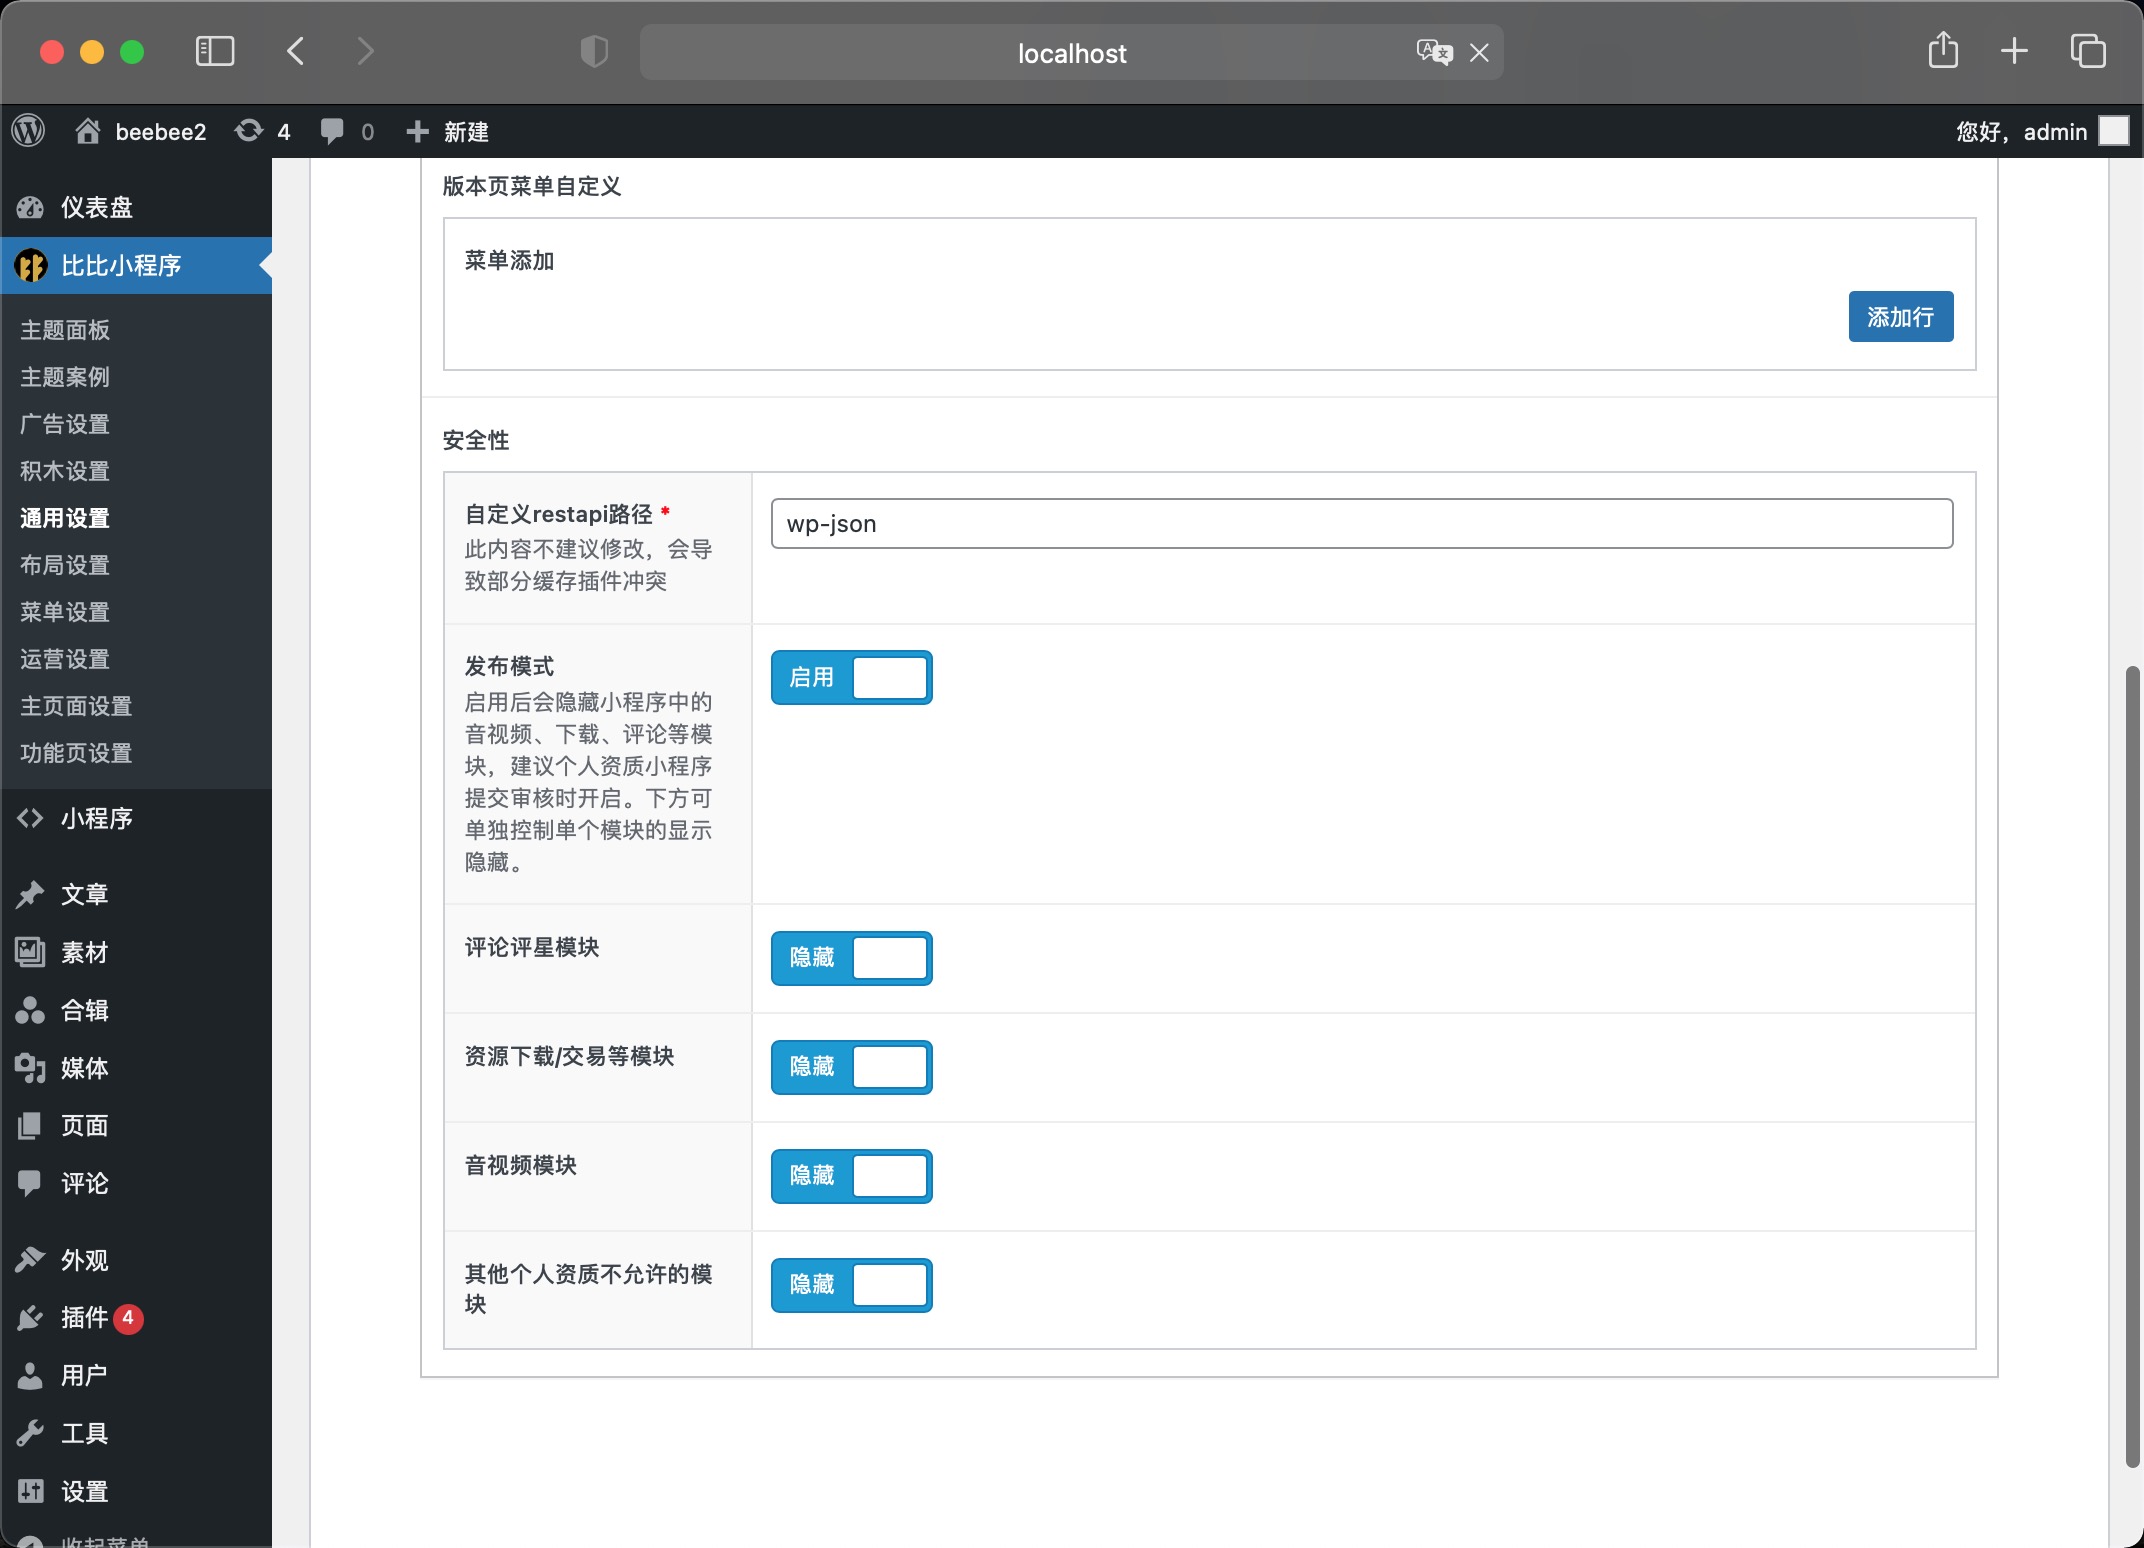 localhost
beebee2
4
0
新建
您好，admin
仪表盘
比比小程序
主题面板
主题案例
广告设置
积木设置
通用设置
布局设置
菜单设置
运营设置
主页面设置
功能页设置
小程序
文章
素材
合辑
媒体
页面
评论
外观
插件 4
用户
工具
设置
收起菜单
版本页菜单自定义
菜单添加
添加行
安全性
自定义restapi路径 *
此内容不建议修改，会导
致部分缓存插件冲突
wp-json
发布模式
启用后会隐藏小程序中的
音视频、下载、评论等模
块，建议个人资质小程序
提交审核时开启。下方可
单独控制单个模块的显示
隐藏。
启用
评论评星模块
隐藏
资源下载/交易等模块
隐藏
音视频模块
隐藏
其他个人资质不允许的模
块
隐藏